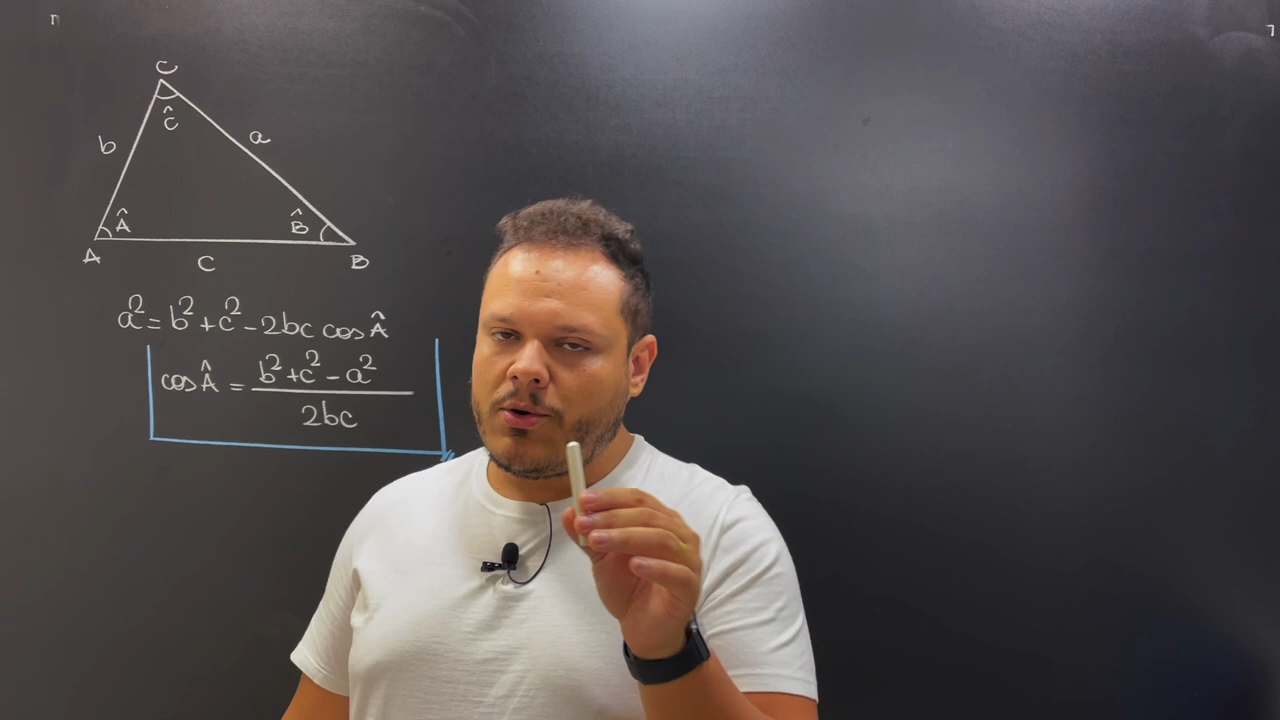 C
Ĉ
b
a
Â
B̂
A
c
B
a² = b² + c² - 2bc cos Â
cos Â = b² + c² - a² / 2bc